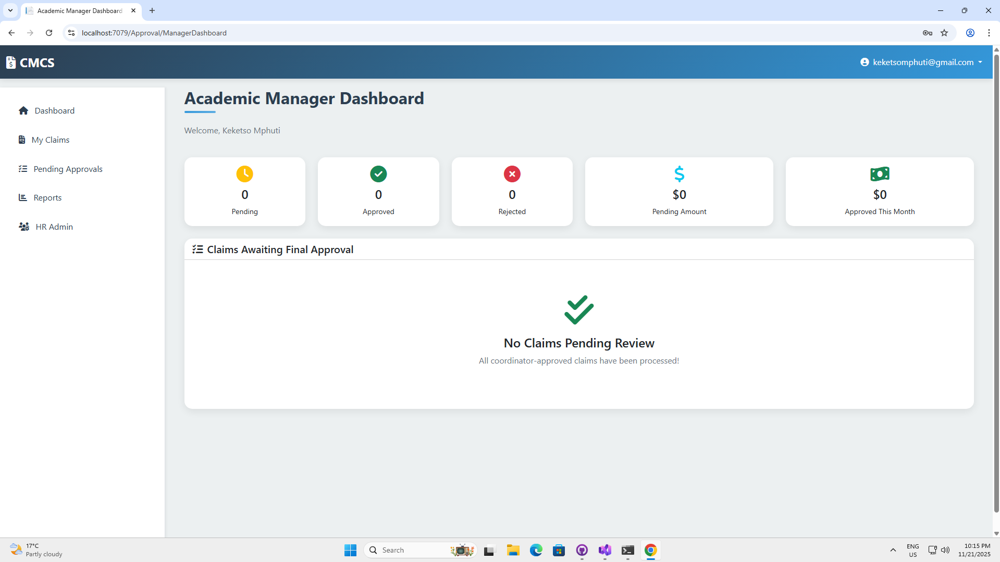 Academic Manager Dashboard
localhost:7079/Approval/ManagerDashboard
CMCS
keketsomphuti@gmail.com
Dashboard
My Claims
Pending Approvals
Reports
HR Admin
Academic Manager Dashboard
Welcome, Keketso Mphuti
0
Pending
0
Approved
0
Rejected
$0
Pending Amount
$0
Approved This Month
Claims Awaiting Final Approval
No Claims Pending Review
All coordinator-approved claims have been processed!
17°C
Partly cloudy
Search
ENG
US
10:15 PM
11/21/2025